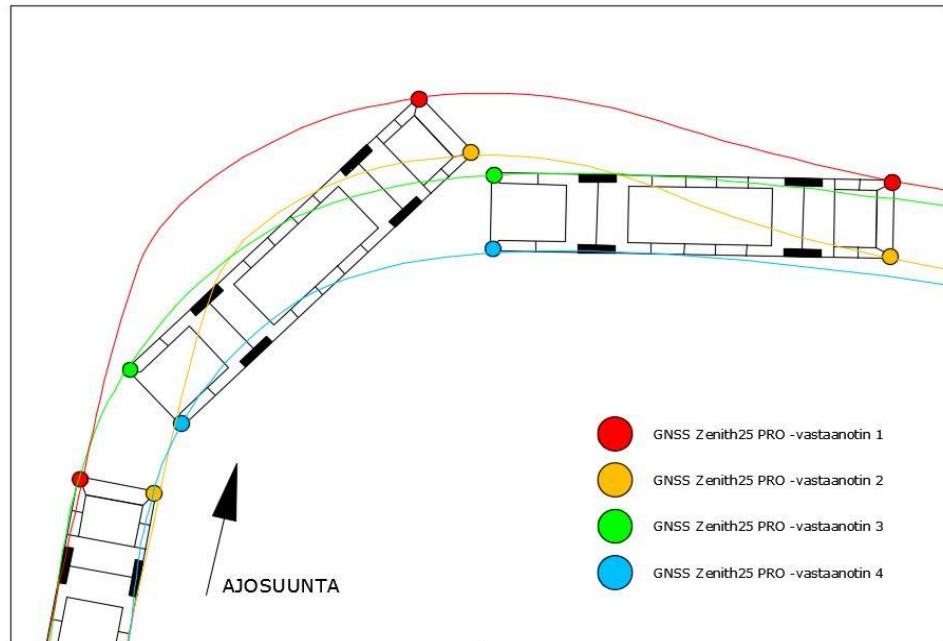 GNSS Zenith25 PRO -vastaanotin 1
GNSS Zenith25 PRO -vastaanotin 2
GNSS Zenith25 PRO -vastaanotin 3
GNSS Zenith25 PRO -vastaanotin 4
AJOSUUNTA